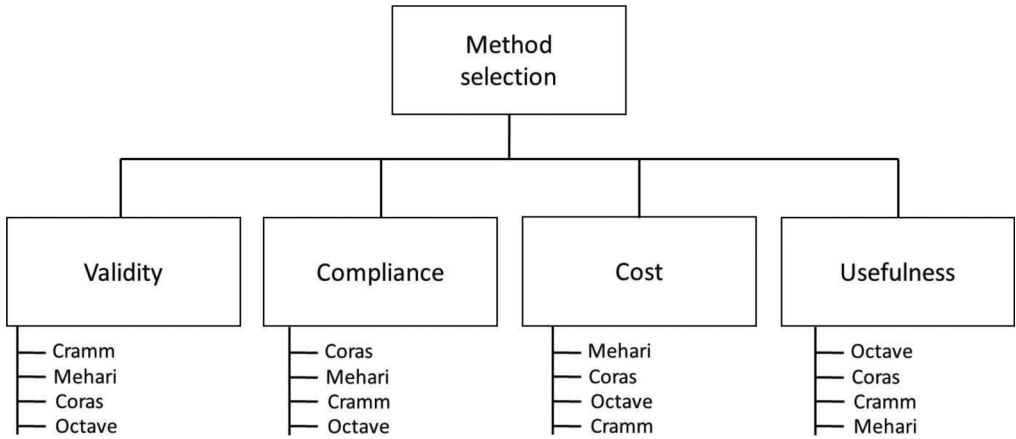 Method
selection
Validity
Cramm
Mehari
Coras
Octave
Compliance
Coras
Mehari
Cramm
Octave
Cost
Mehari
Coras
Octave
Cramm
Usefulness
Octave
Coras
Cramm
Mehari